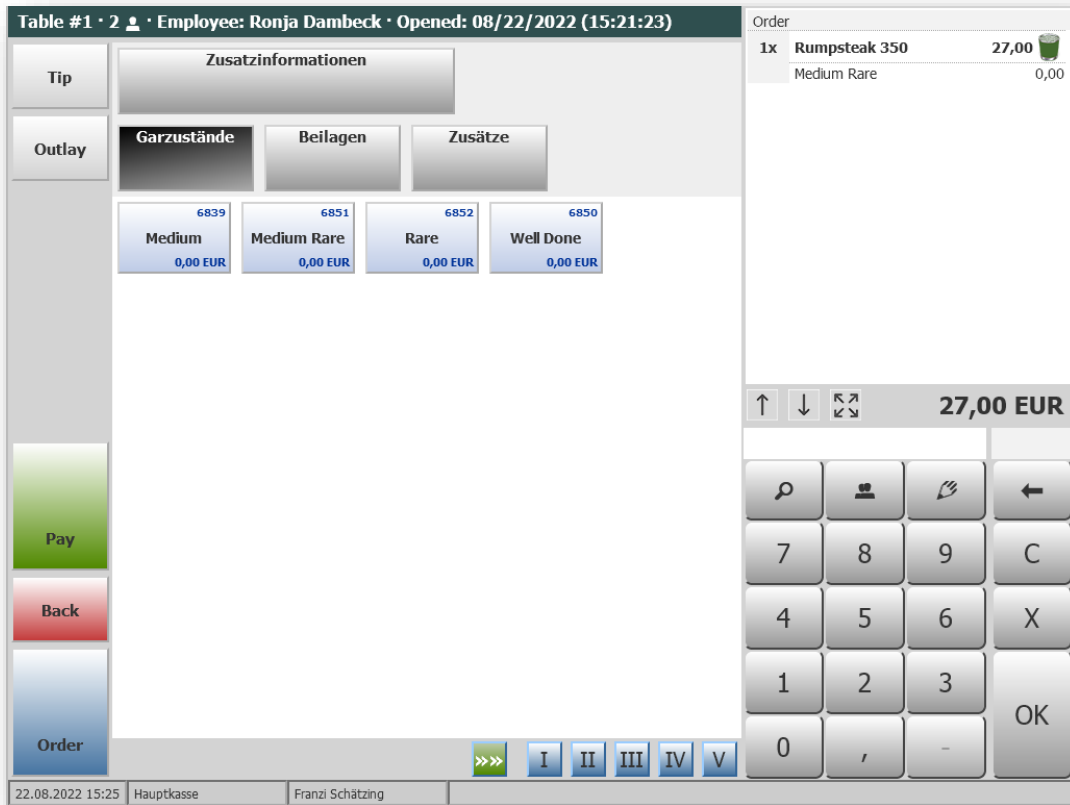 Table #1 · 2 · Employee: Ronja Dambeck · Opened: 08/22/2022 (15:21:23)
Tip
Outlay
Pay
Back
Order
Zusatzinformationen
Garzustände
Beilagen
Zusätze
6839
Medium
0,00 EUR
6851
Medium Rare
0,00 EUR
6852
Rare
0,00 EUR
6850
Well Done
0,00 EUR
»»
I
II
III
IV
V
Order
1x Rumpsteak 350 27,00
Medium Rare 0,00
27,00 EUR
7 8 9 C
4 5 6 X
1 2 3
OK
0 , -
22.08.2022 15:25 Hauptkasse Franzi Schätzing